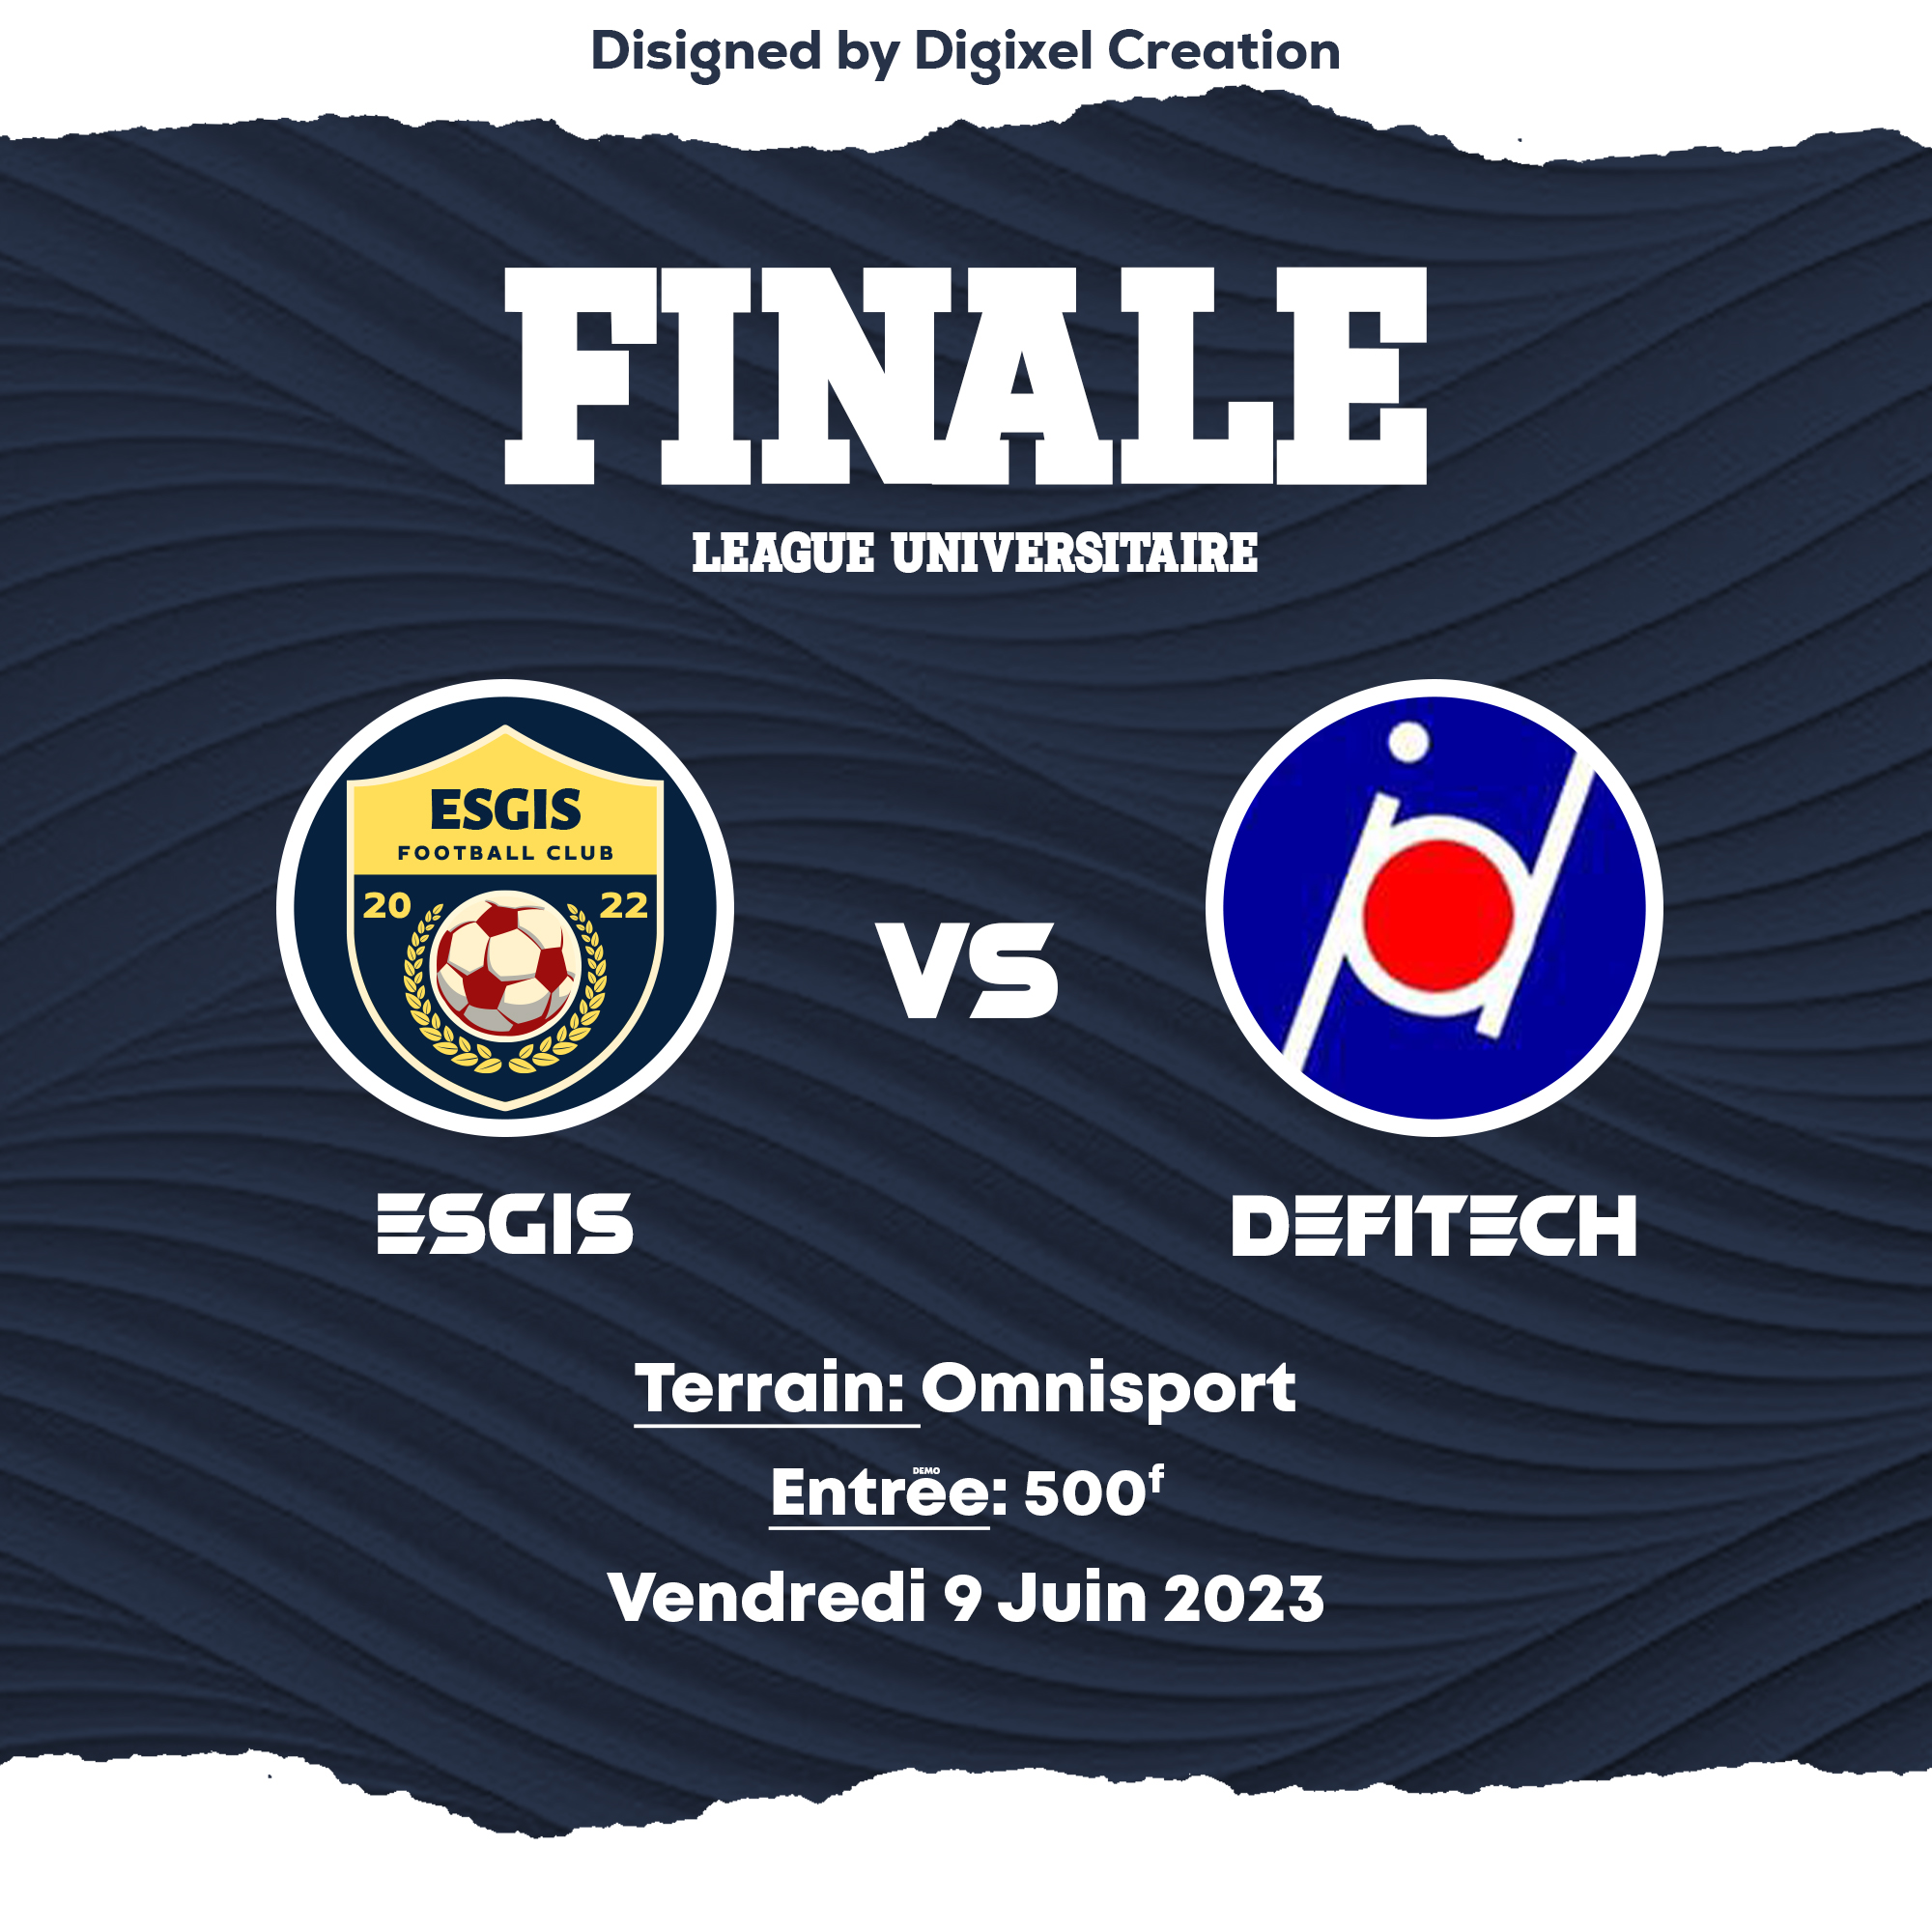 Disigned by Digixel Creation
FINALE
LEAGUE UNIVERSITAIRE
ESGIS
FOOTBALL CLUB
20 22
VS
ESGIS
DEFITECH
Terrain: Omnisport
Entrée: 500f
DEMO
Vendredi 9 Juin 2023